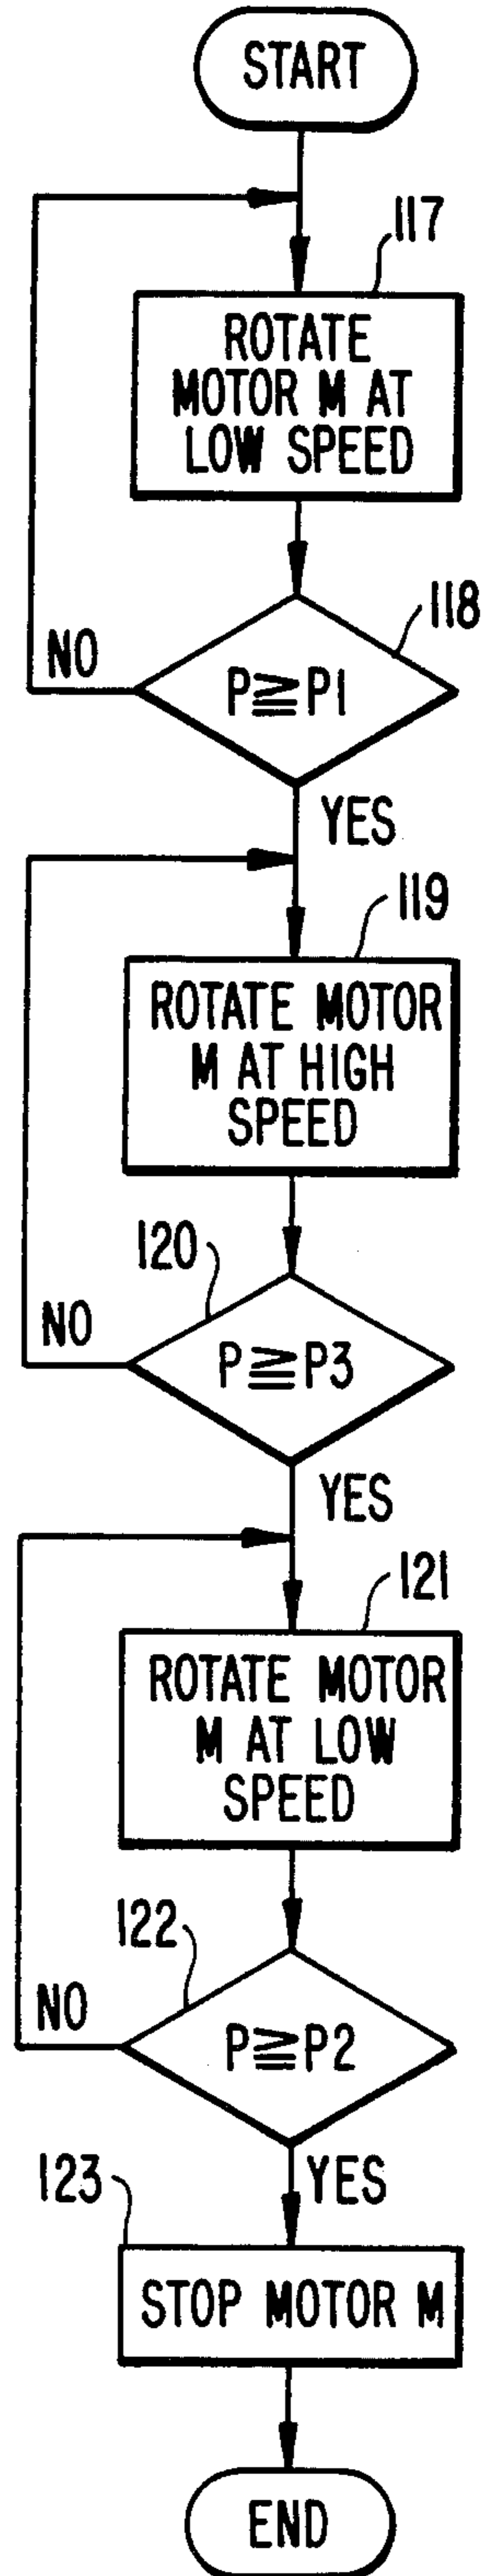 START
117
ROTATE
MOTOR M AT
LOW SPEED
118
P≧P1
NO
YES
119
ROTATE MOTOR
M AT HIGH
SPEED
120
P≧P3
NO
YES
121
ROTATE MOTOR
M AT LOW
SPEED
122
P≧P2
NO
YES
123
STOP MOTOR M
END